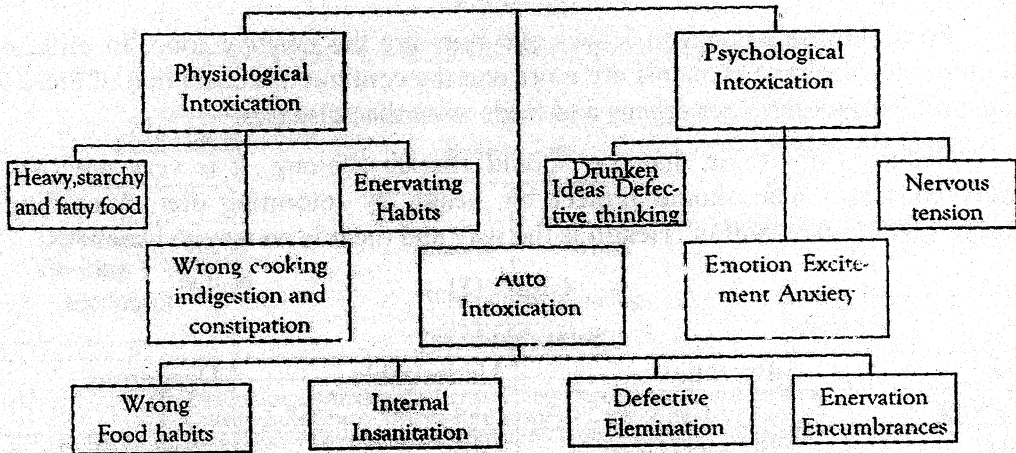 Physiological
Intoxication
Psychological
Intoxication
Heavy,starchy
and fatty food
Enervating
Habits
Drunken
Ideas Defec-
tive thinking
Nervous
tension
Wrong cooking
indigestion and
constipation
Auto
Intoxication
Emotion Excite-
ment Anxiety
Wrong
Food habits
Internal
Insanitation
Defective
Elemination
Enervation
Encumbrances